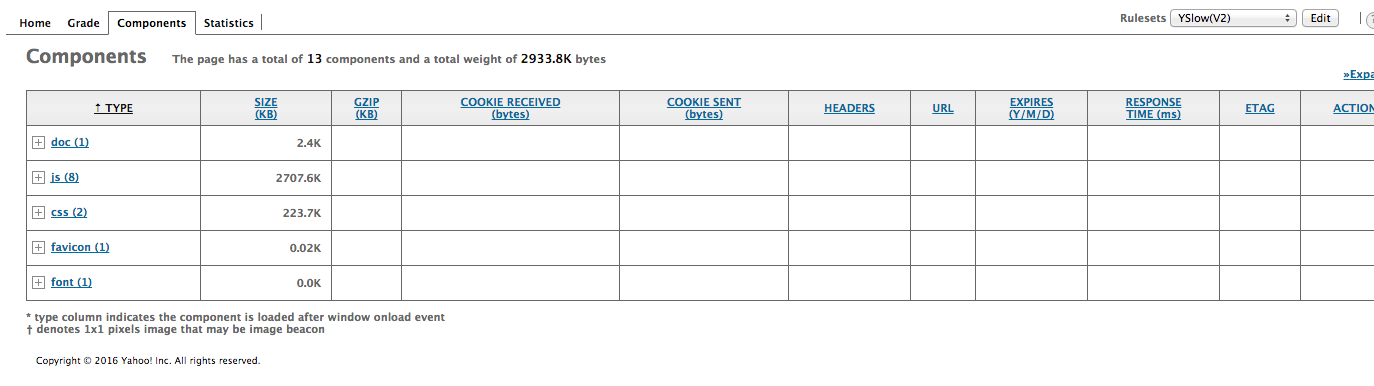 Home Grade Components Statistics Rulesets YSlow(V2) Edit
Components The page has a total of 13 components and a total weight of 2933.8K bytes
»Expa
↑ TYPE SIZE (KB) GZIP (KB) COOKIE RECEIVED (bytes) COOKIE SENT (bytes) HEADERS URL EXPIRES (Y/M/D) RESPONSE TIME (ms) ETAG ACTION
doc (1) 2.4K
js (8) 2707.6K
css (2) 223.7K
favicon (1) 0.02K
font (1) 0.0K
* type column indicates the component is loaded after window onload event
† denotes 1x1 pixels image that may be image beacon
Copyright © 2016 Yahoo! Inc. All rights reserved.